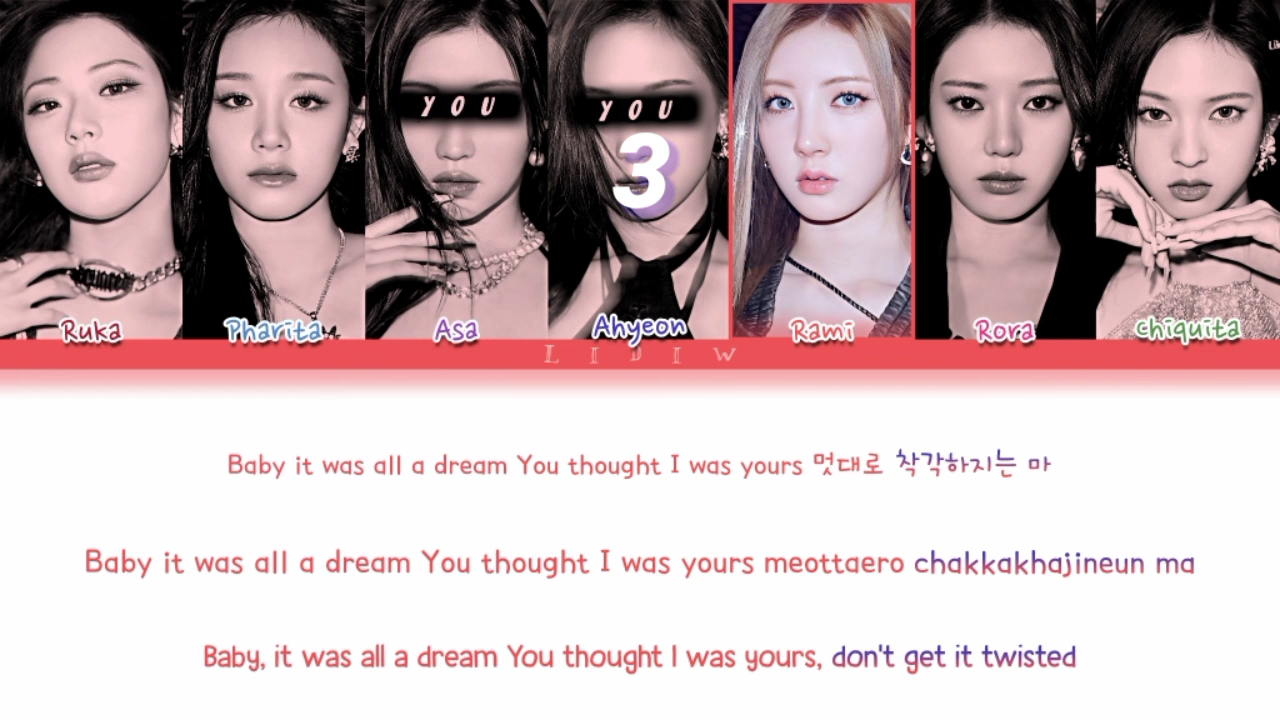 YOU
YOU
3
Ruka
Pharita
Asa
Ahyeon
Rami
Rora
Chiquita
Baby it was all a dream You thought I was yours 멋대로 착각하지는 마
Baby it was all a dream You thought I was yours meottaero chakkakhajineun ma
Baby, it was all a dream You thought I was yours, don't get it twisted